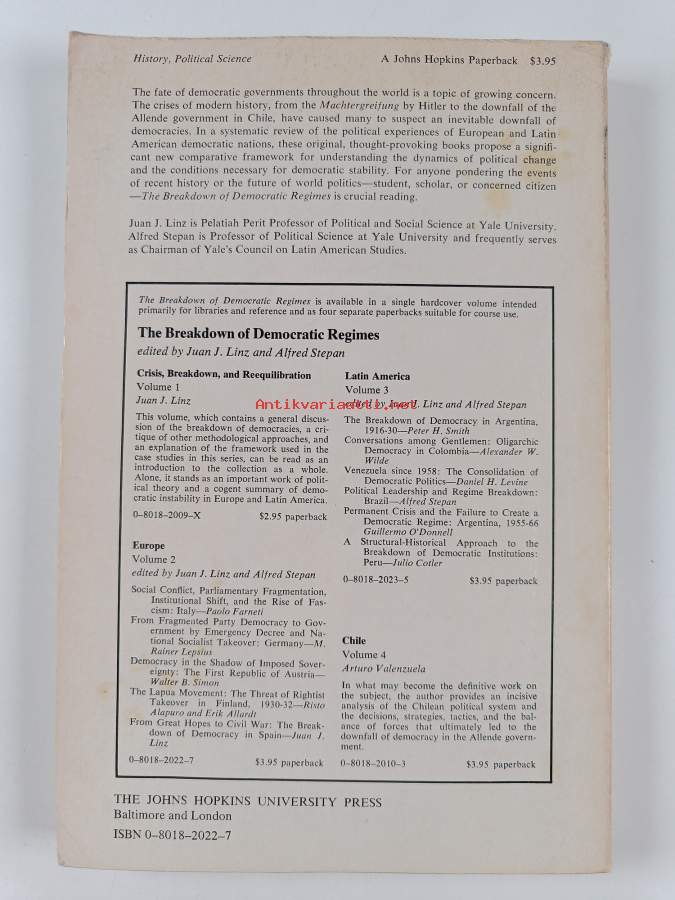 History, Political Science
A Johns Hopkins Paperback $3.95
The fate of democratic governments throughout the world is a topic of growing concern.
The crises of modern history, from the Machtergreifung by Hitler to the downfall of the
Allende government in Chile, have caused many to suspect an inevitable downfall of
democracies. In a systematic review of the political experiences of European and Latin
American democratic nations, these original, thought-provoking books propose a signifi-
cant new comparative framework for understanding the dynamics of political change
and the conditions necessary for democratic stability. For anyone pondering the events
of recent history or the future of world politics—student, scholar, or concerned citizen
—The Breakdown of Democratic Regimes is crucial reading.
Juan J. Linz is Pelatiah Perit Professor of Political and Social Science at Yale University.
Alfred Stepan is Professor of Political Science at Yale University and frequently serves
as Chairman of Yale's Council on Latin American Studies.
The Breakdown of Democratic Regimes is available in a single hardcover volume intended
primarily for libraries and reference and as four separate paperbacks suitable for course use.
The Breakdown of Democratic Regimes
edited by Juan J. Linz and Alfred Stepan
Crisis, Breakdown, and Reequilibration
Volume 1
Juan J. Linz
This volume, which contains a general discus-
sion of the breakdown of democracies, a cri-
tique of other methodological approaches, and
an explanation of the framework used in the
case studies in this series, can be read as an
introduction to the collection as a whole.
Alone, it stands as an important work of polit-
ical theory and a cogent summary of demo-
cratic instability in Europe and Latin America.
0-8018-2009-X $2.95 paperback
Europe
Volume 2
edited by Juan J. Linz and Alfred Stepan
Social Conflict, Parliamentary Fragmentation,
Institutional Shift, and the Rise of Fas-
cism: Italy—Paolo Farneti
From Fragmented Party Democracy to Gov-
ernment by Emergency Decree and Na-
tional Socialist Takeover: Germany—M.
Rainer Lepsius
Democracy in the Shadow of Imposed Sover-
eignty: The First Republic of Austria—
Walter B. Simon
The Lapua Movement: The Threat of Rightist
Takeover in Finland, 1930-32—Risto
Alapuro and Erik Allardt
From Great Hopes to Civil War: The Break-
down of Democracy in Spain—Juan J.
Linz
0-8018-2022-7 $3.95 paperback
Latin America
Volume 3
edited by Juan J. Linz and Alfred Stepan
Antikvariaatti.net
The Breakdown of Democracy in Argentina,
1916-30—Peter H. Smith
Conversations among Gentlemen: Oligarchic
Democracy in Colombia—Alexander W.
Wilde
Venezuela since 1958: The Consolidation of
Democratic Politics—Daniel H. Levine
Political Leadership and Regime Breakdown:
Brazil—Alfred Stepan
Permanent Crisis and the Failure to Create a
Democratic Regime: Argentina, 1955-66
Guillermo O'Donnell
A Structural-Historical Approach to the
Breakdown of Democratic Institutions:
Peru—Julio Cotler
0-8018-2023-5 $3.95 paperback
Chile
Volume 4
Arturo Valenzuela
In what may become the definitive work on
the subject, the author provides an incisive
analysis of the Chilean political system and
the decisions, strategies, tactics, and the bal-
ance of forces that ultimately led to the
downfall of democracy in the Allende govern-
ment.
0-8018-2010-3 $3.95 paperback
THE JOHNS HOPKINS UNIVERSITY PRESS
Baltimore and London
ISBN 0-8018-2022-7